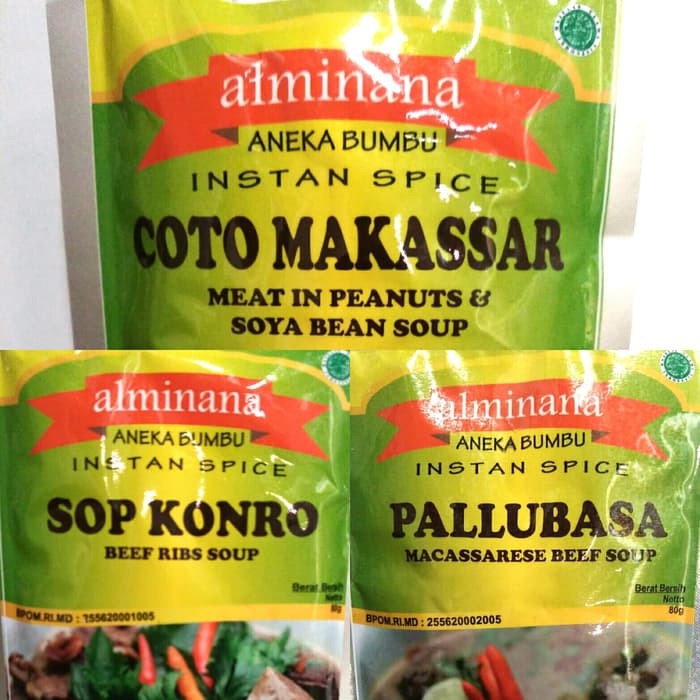 alminana
ANEKA BUMBU
INSTAN SPICE
COTO MAKASSAR
MEAT IN PEANUTS &
SOYA BEAN SOUP
alminana
ANEKA BUMBU
INSTAN SPICE
SOP KONRO
BEEF RIBS SOUP
Berat Bersih
Netto
80g
BPOM.RI.MD : 255620001005
alminana
ANEKA BUMBU
INSTAN SPICE
PALLUBASA
MACASSARESE BEEF SOUP
Berat Bersih
Netto
80g
BPOM.RI.MD : 255620002005